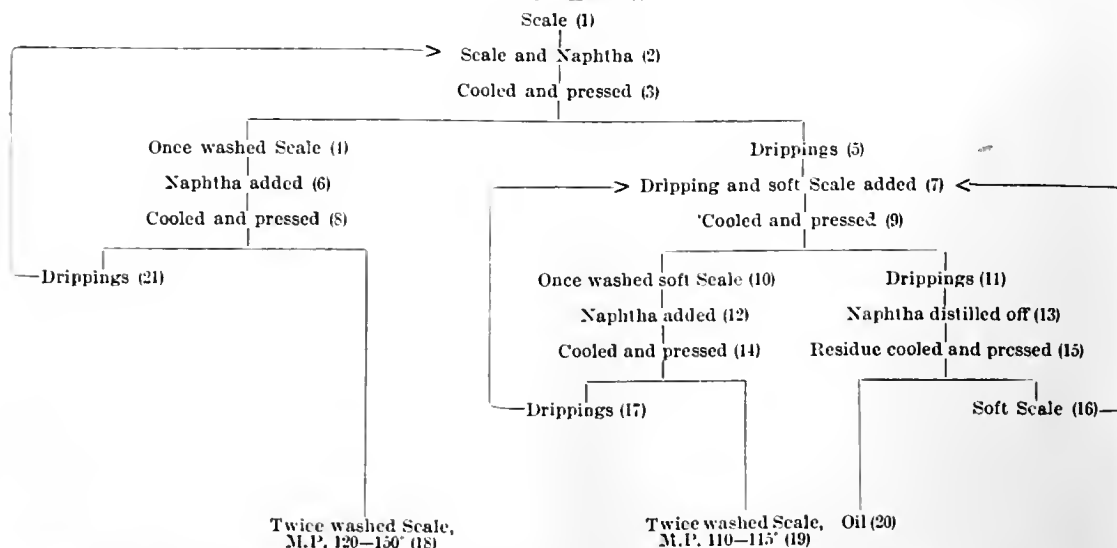 Scale (1)
Scale and Naphtha (2)
Cooled and pressed (3)
Once washed Scale (4)
Drippings (5)
Naphtha added (6)
Dripping and soft Scale added (7)
Cooled and pressed (8)
Cooled and pressed (9)
Drippings (21)
Once washed soft Scale (10)
Drippings (11)
Naphtha added (12)
Naphtha distilled off (13)
Cooled and pressed (14)
Residue cooled and pressed (15)
Drippings (17)
Soft Scale (16)
Twice washed Scale,
M.P. 120–150° (18)
Twice washed Scale,
M.P. 110–115° (19)
Oil (20)